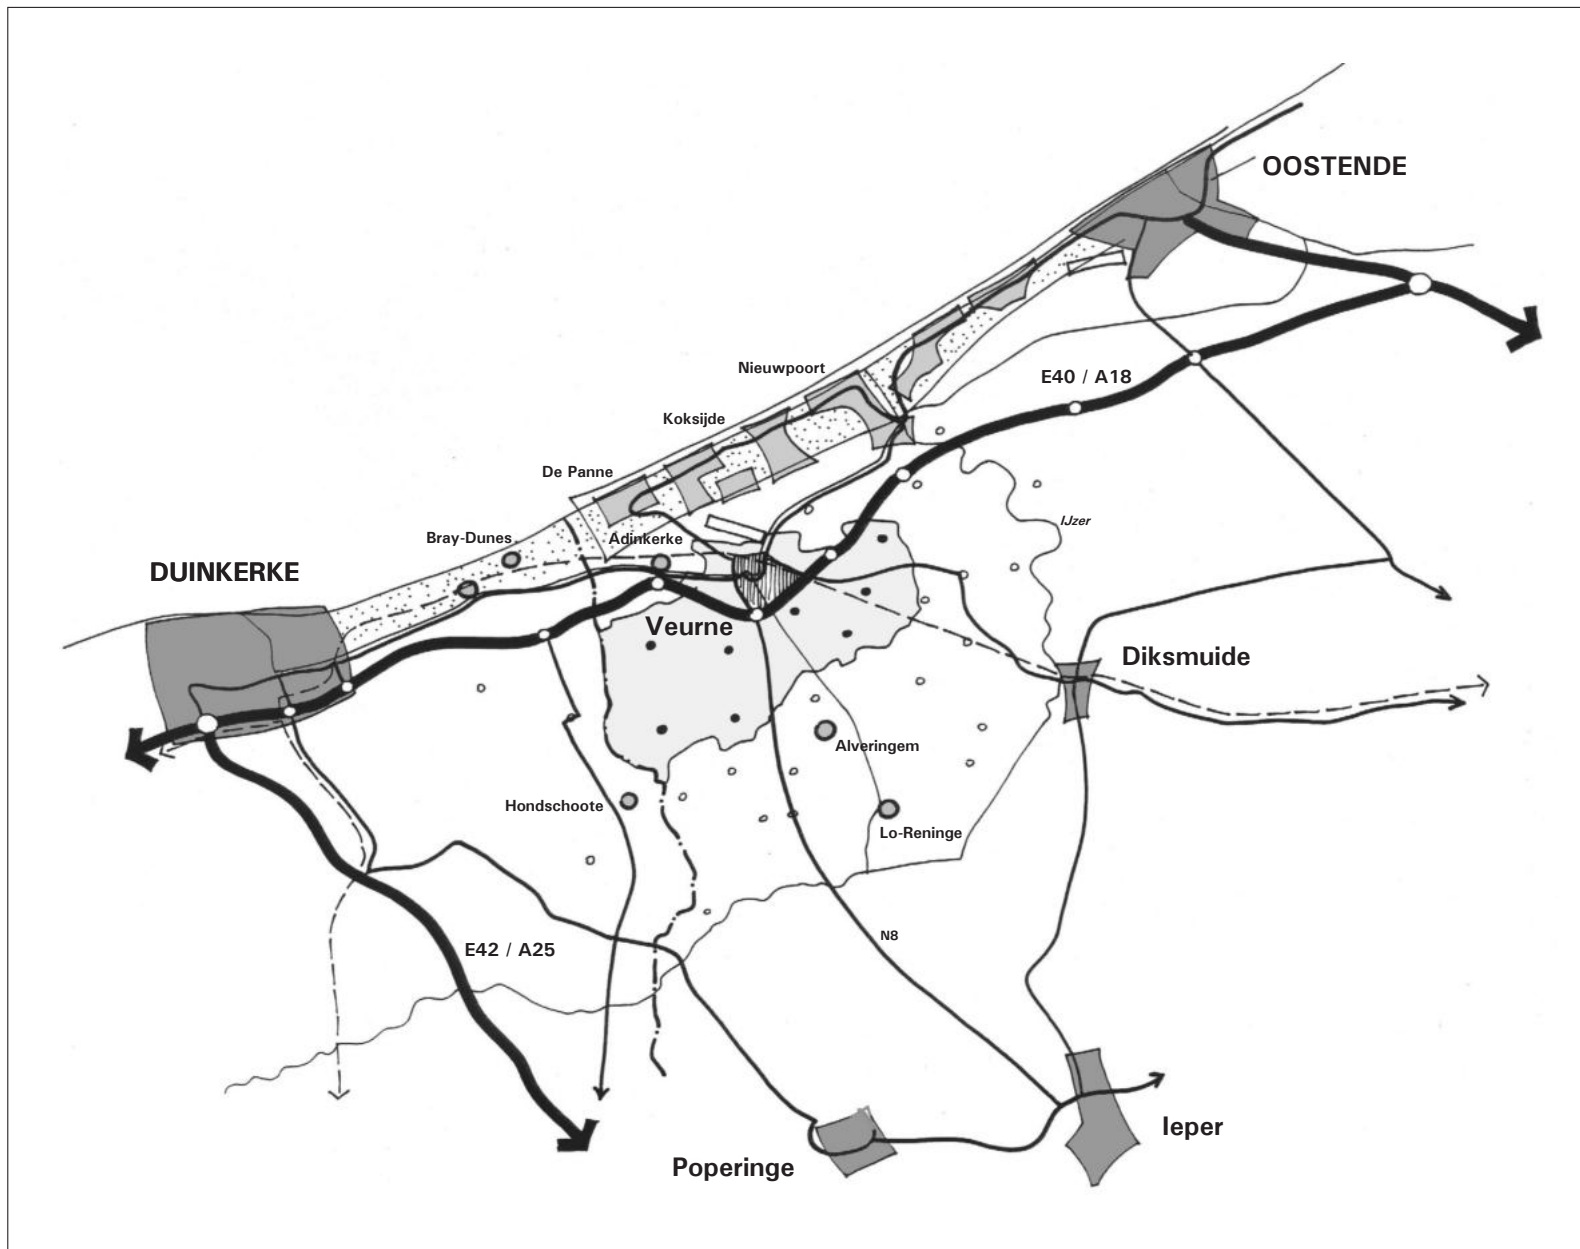 OOSTENDE
Nieuwpoort
E40 / A18
Koksijde
De Panne
IJzer
Bray-Dunes
Adinkerke
DUINKERKE
Veurne
Diksmuide
Alveringem
Hondschoote
Lo-Reninge
N8
E42 / A25
Ieper
Poperinge